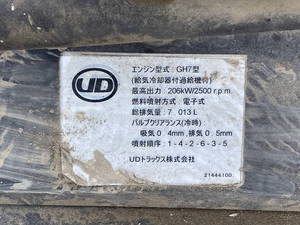 UD
エンジン型式：GH7型
(給気冷却器付過給機付)
最高出力：206kW/2500 r.p.m.
燃料噴射方式：電子式
総排気量：7 013 L
バルブクリアランス(冷時)：
吸気 0 4mm ,排気 0．5mm
噴射順序：1-4-2-6-3-5
UDトラックス株式会社
21444100